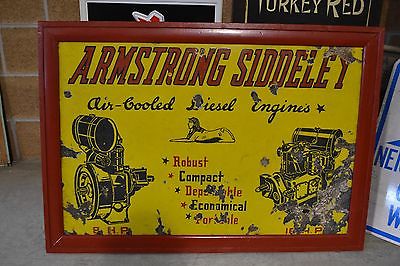 TURKEY RED
ARMSTRONG SIDDELEY
Air-Cooled Diesel Engines
Robust
Compact
Dependable
Economical
Portable
H.P.
H.P.